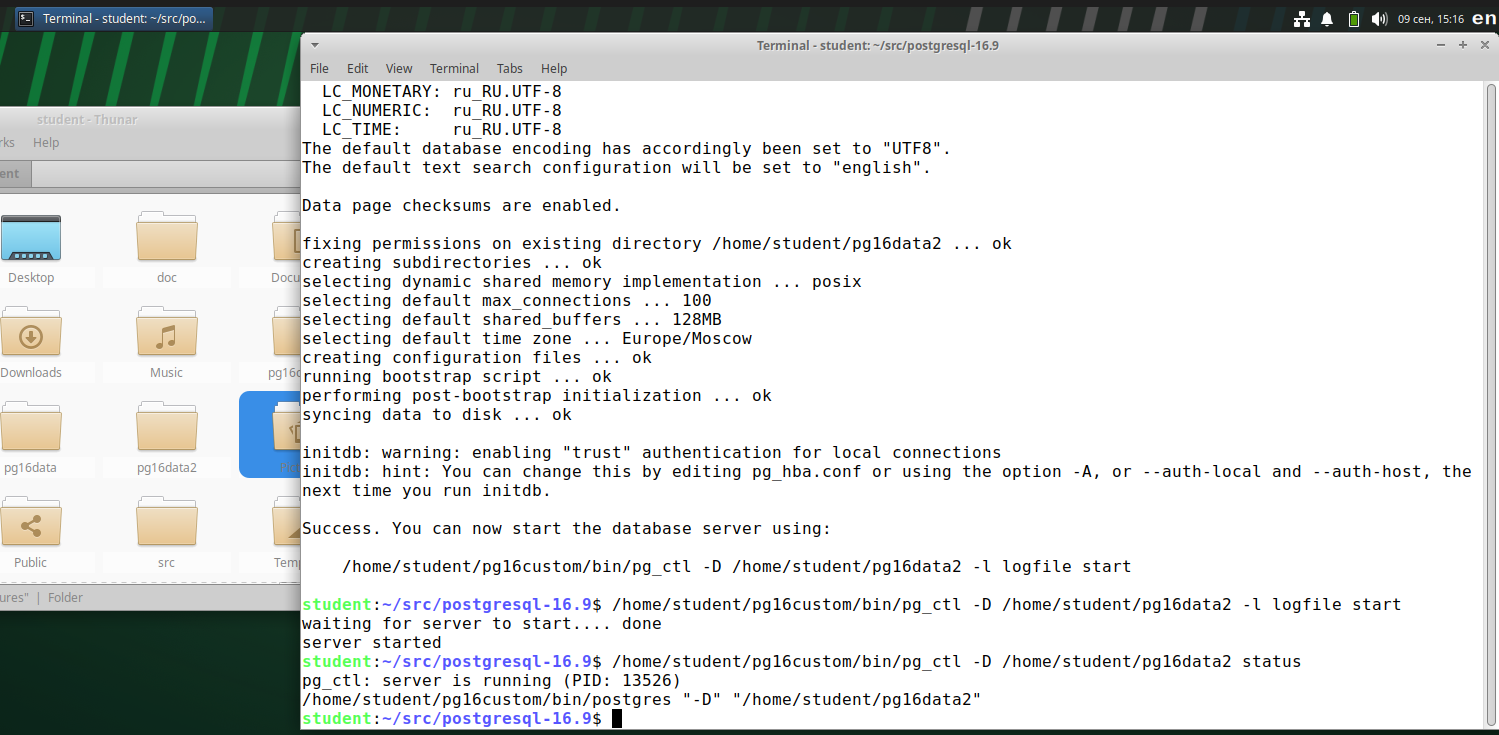 Terminal - student: ~/src/po...
09 сен, 15:16
en
student - Thunar
rks Help
ent
Desktop
doc
Docu
Downloads
Music
pg16c
pg16data
pg16data2
Public
src
Temp
ures" | Folder
Terminal - student: ~/src/postgresql-16.9
File Edit View Terminal Tabs Help
LC_MONETARY: ru_RU.UTF-8
LC_NUMERIC: ru_RU.UTF-8
LC_TIME: ru_RU.UTF-8
The default database encoding has accordingly been set to "UTF8".
The default text search configuration will be set to "english".
Data page checksums are enabled.
fixing permissions on existing directory /home/student/pg16data2 ... ok
creating subdirectories ... ok
selecting dynamic shared memory implementation ... posix
selecting default max_connections ... 100
selecting default shared_buffers ... 128MB
selecting default time zone ... Europe/Moscow
creating configuration files ... ok
running bootstrap script ... ok
performing post-bootstrap initialization ... ok
syncing data to disk ... ok
initdb: warning: enabling "trust" authentication for local connections
initdb: hint: You can change this by editing pg_hba.conf or using the option -A, or --auth-local and --auth-host, the
next time you run initdb.
Success. You can now start the database server using:
/home/student/pg16custom/bin/pg_ctl -D /home/student/pg16data2 -l logfile start
student:~/src/postgresql-16.9$ /home/student/pg16custom/bin/pg_ctl -D /home/student/pg16data2 -l logfile start
waiting for server to start.... done
server started
student:~/src/postgresql-16.9$ /home/student/pg16custom/bin/pg_ctl -D /home/student/pg16data2 status
pg_ctl: server is running (PID: 13526)
/home/student/pg16custom/bin/postgres "-D" "/home/student/pg16data2"
student:~/src/postgresql-16.9$